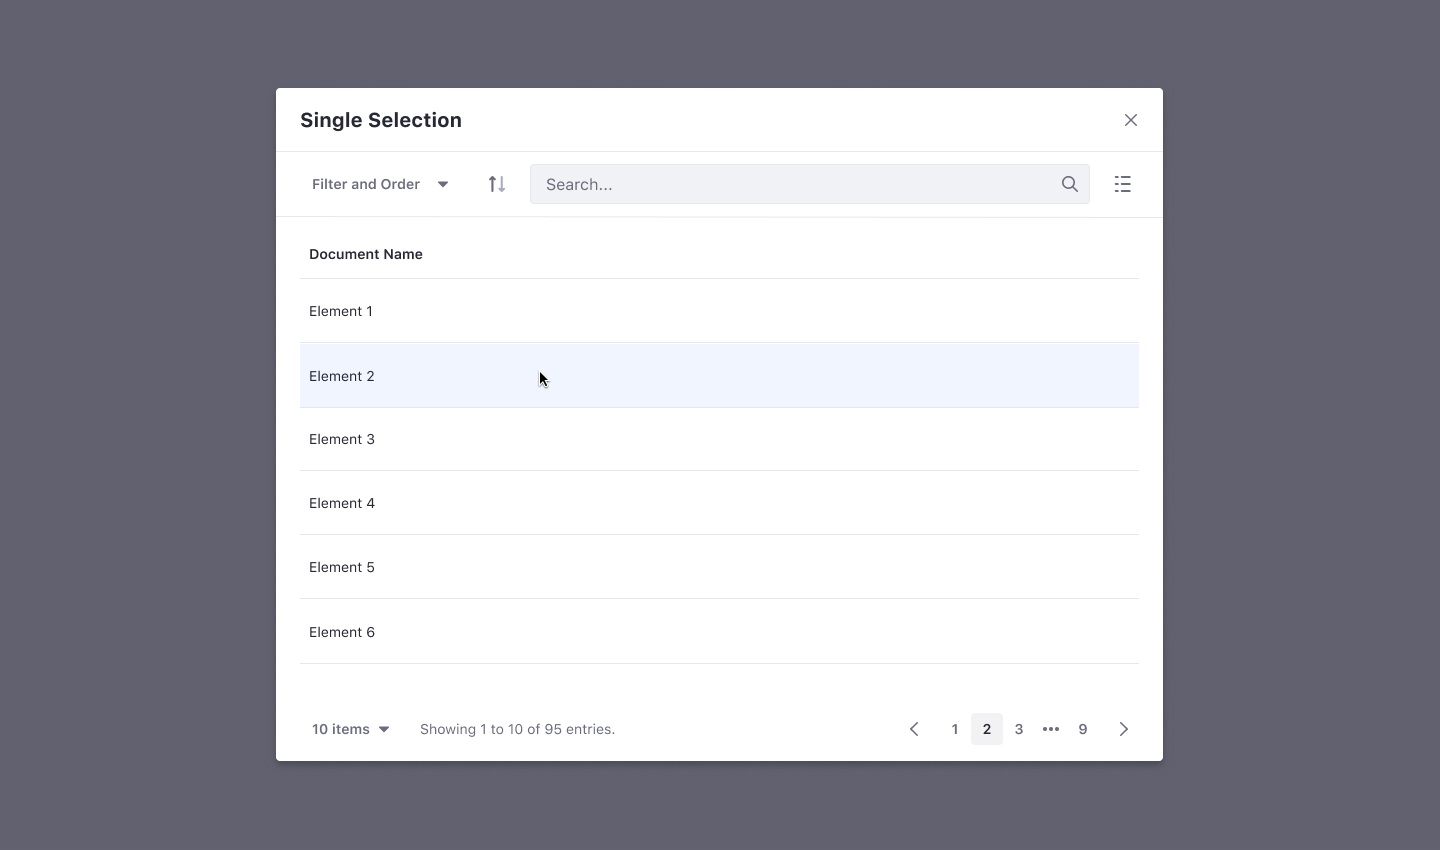 Single Selection
Filter and Order
Search...
Document Name
Element 1
Element 2
Element 3
Element 4
Element 5
Element 6
10 items Showing 1 to 10 of 95 entries. 1 2 3 ••• 9